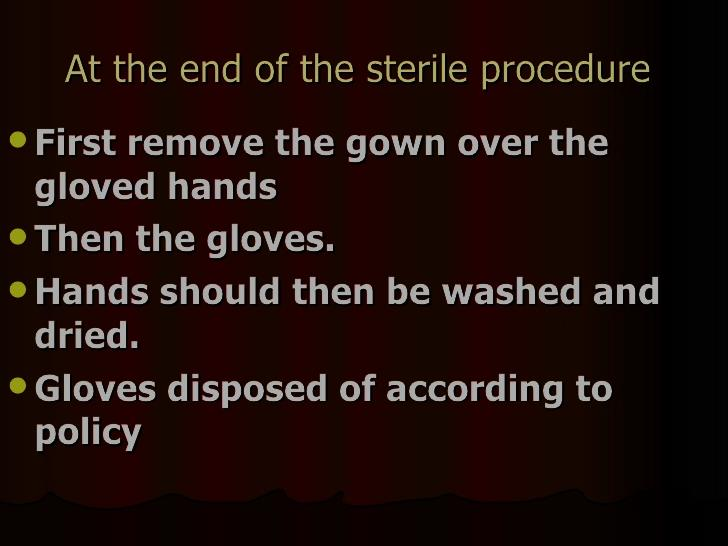 At the end of the sterile procedure
First remove the gown over the
gloved hands
Then the gloves.
Hands should then be washed and
dried.
Gloves disposed of according to
policy